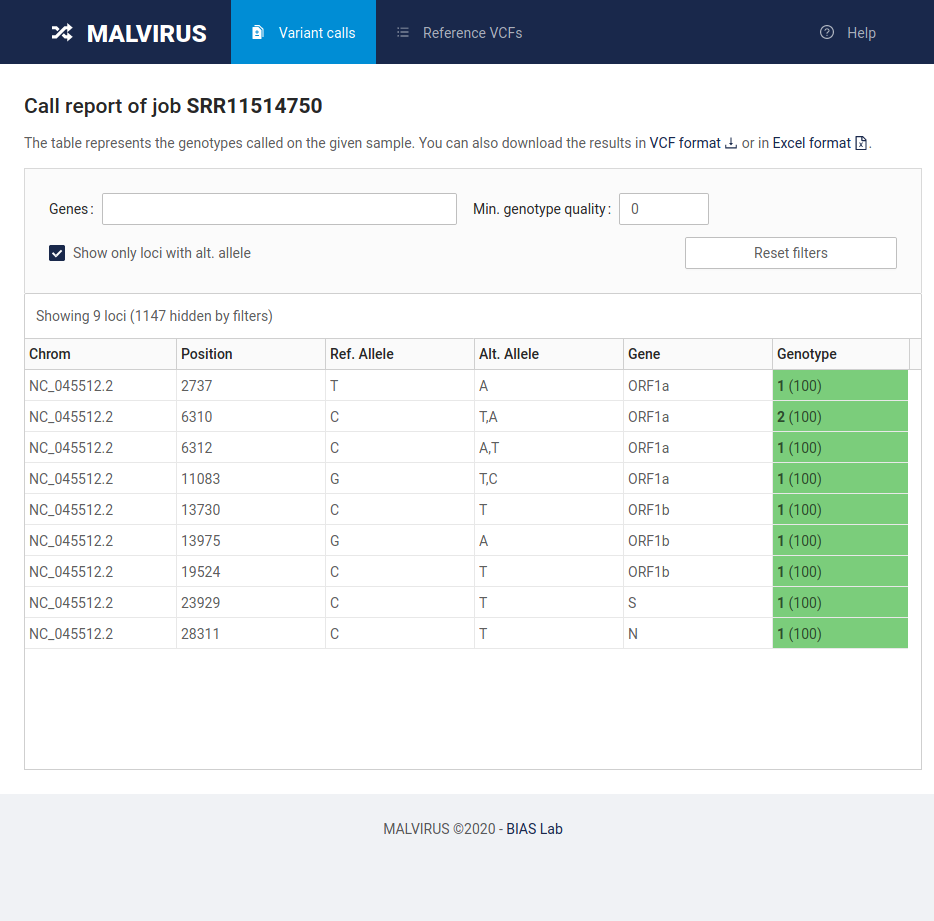 MALVIRUS Variant calls Reference VCFs Help
Call report of job SRR11514750
The table represents the genotypes called on the given sample. You can also download the results in VCF format or in Excel format .
Genes: Min. genotype quality: 0
Show only loci with alt. allele Reset filters
Showing 9 loci (1147 hidden by filters)
Chrom Position Ref. Allele Alt. Allele Gene Genotype
NC_045512.2 2737 T A ORF1a 1 (100)
NC_045512.2 6310 C T,A ORF1a 2 (100)
NC_045512.2 6312 C A,T ORF1a 1 (100)
NC_045512.2 11083 G T,C ORF1a 1 (100)
NC_045512.2 13730 C T ORF1b 1 (100)
NC_045512.2 13975 G A ORF1b 1 (100)
NC_045512.2 19524 C T ORF1b 1 (100)
NC_045512.2 23929 C T S 1 (100)
NC_045512.2 28311 C T N 1 (100)
MALVIRUS ©2020 - BIAS Lab